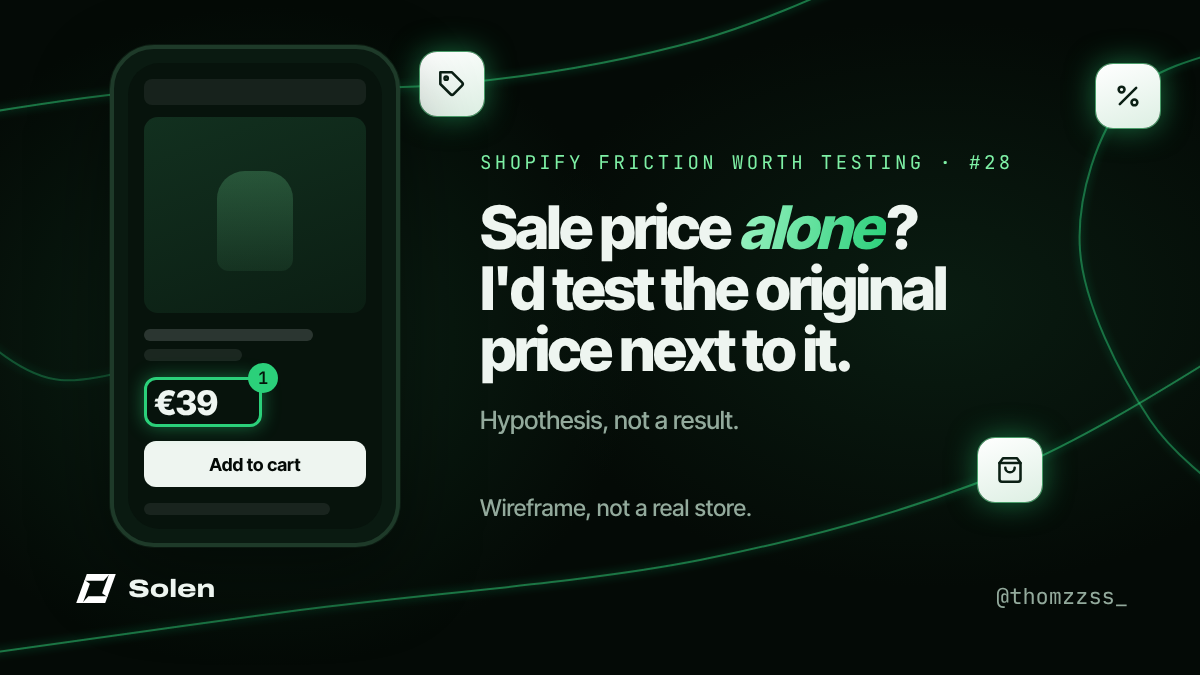 SHOPIFY FRICTION WORTH TESTING · #28
Sale price alone?
I'd test the original
price next to it.
Hypothesis, not a result.
Wireframe, not a real store.
€39
1
Add to cart
%
Solen
@thomzzss_